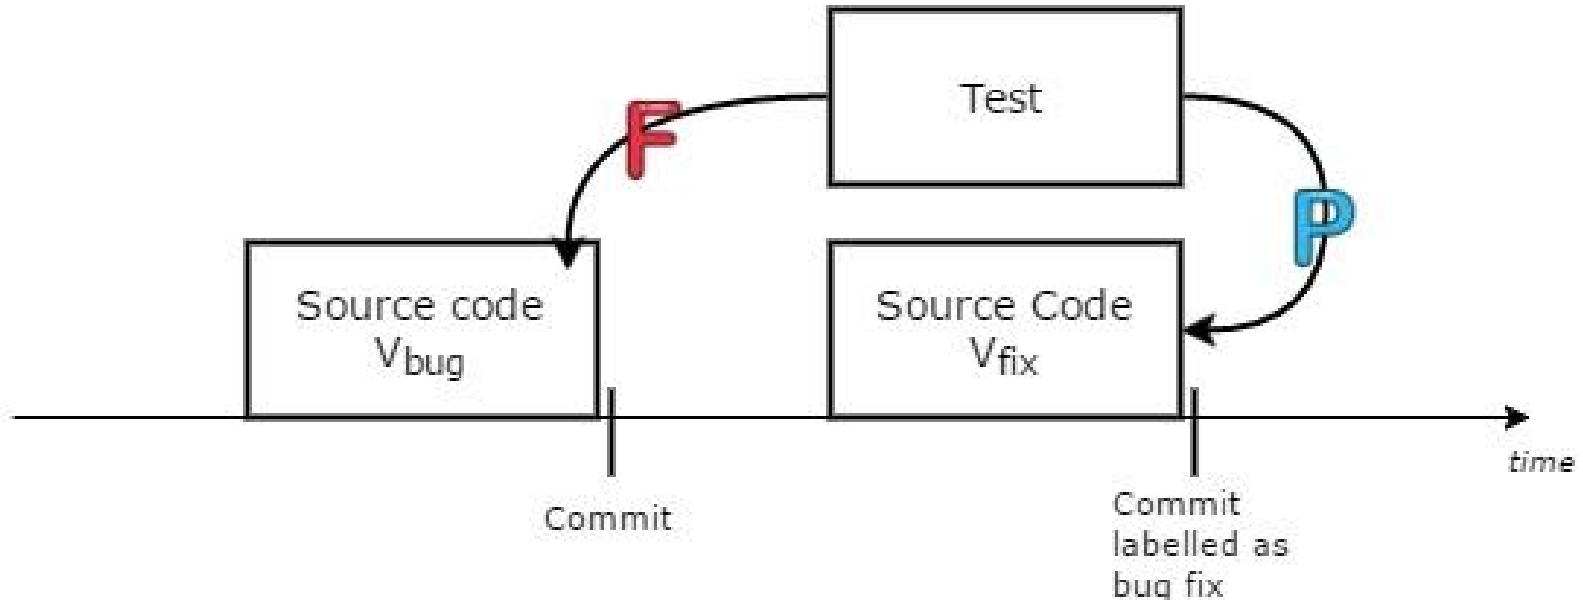 Test
F
P
Source code
Vbug
Source Code
Vfix
time
Commit
Commit
labelled as
bug fix